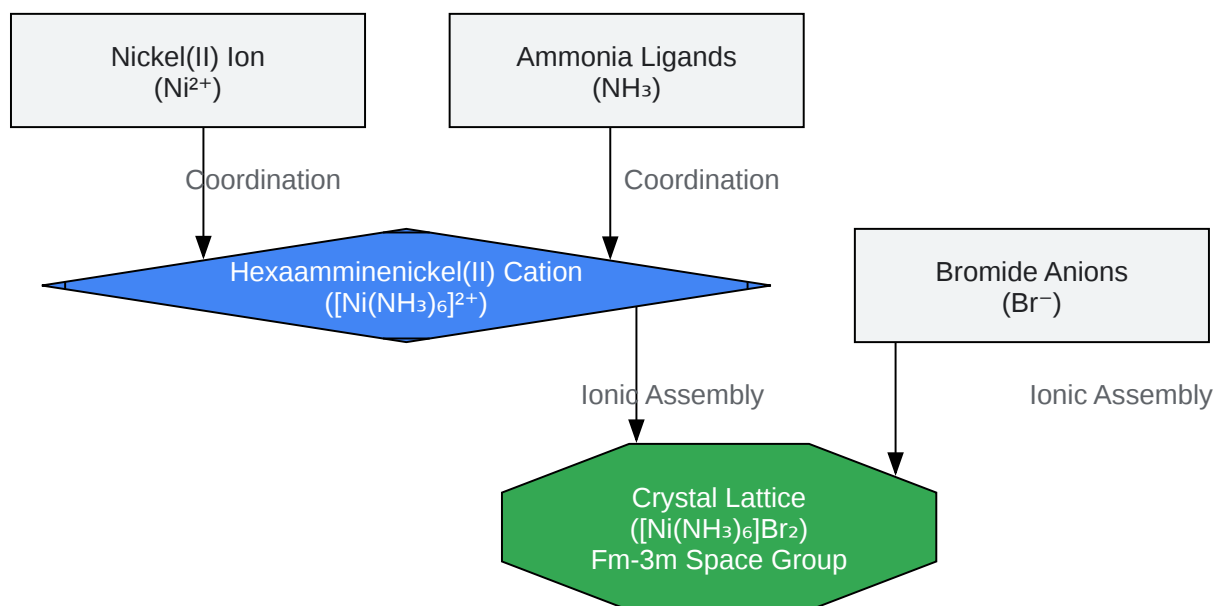 Nickel(II) Ion
(Ni²⁺)
Ammonia Ligands
(NH₃)
Coordination
Coordination
Hexaamminenickel(II) Cation
([Ni(NH₃)₆]²⁺)
Bromide Anions
(Br⁻)
Ionic Assembly
Ionic Assembly
Crystal Lattice
([Ni(NH₃)₆]Br₂)
Fm-3m Space Group